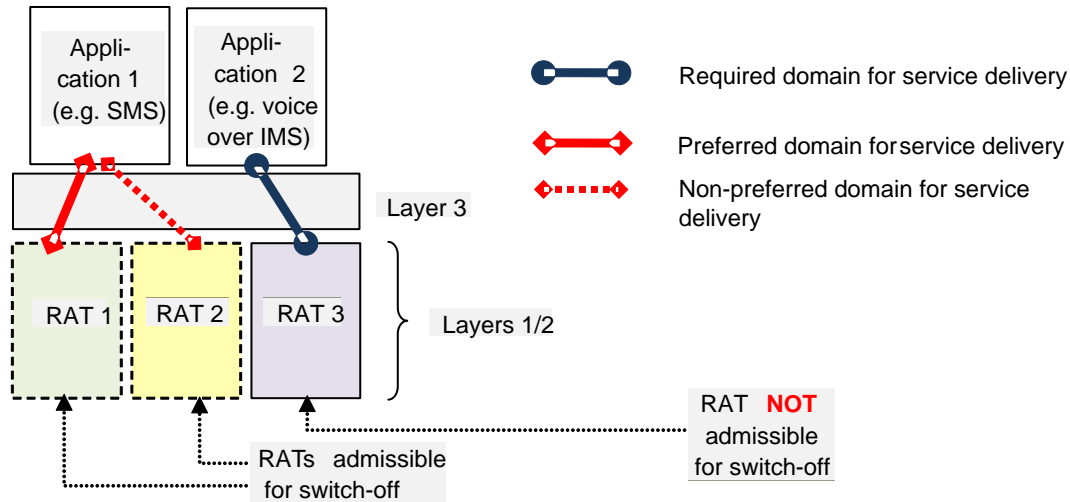 Appli-
cation 1
(e.g. SMS)
Appli-
cation 2
(e.g. voice
over IMS)
Required domain for service delivery
Preferred domain for service delivery
Non-preferred domain for service
delivery
Layer 3
RAT 1
RAT 2
RAT 3
Layers 1/2
RAT NOT
admissible
for switch-off
RATs admissible
for switch-off